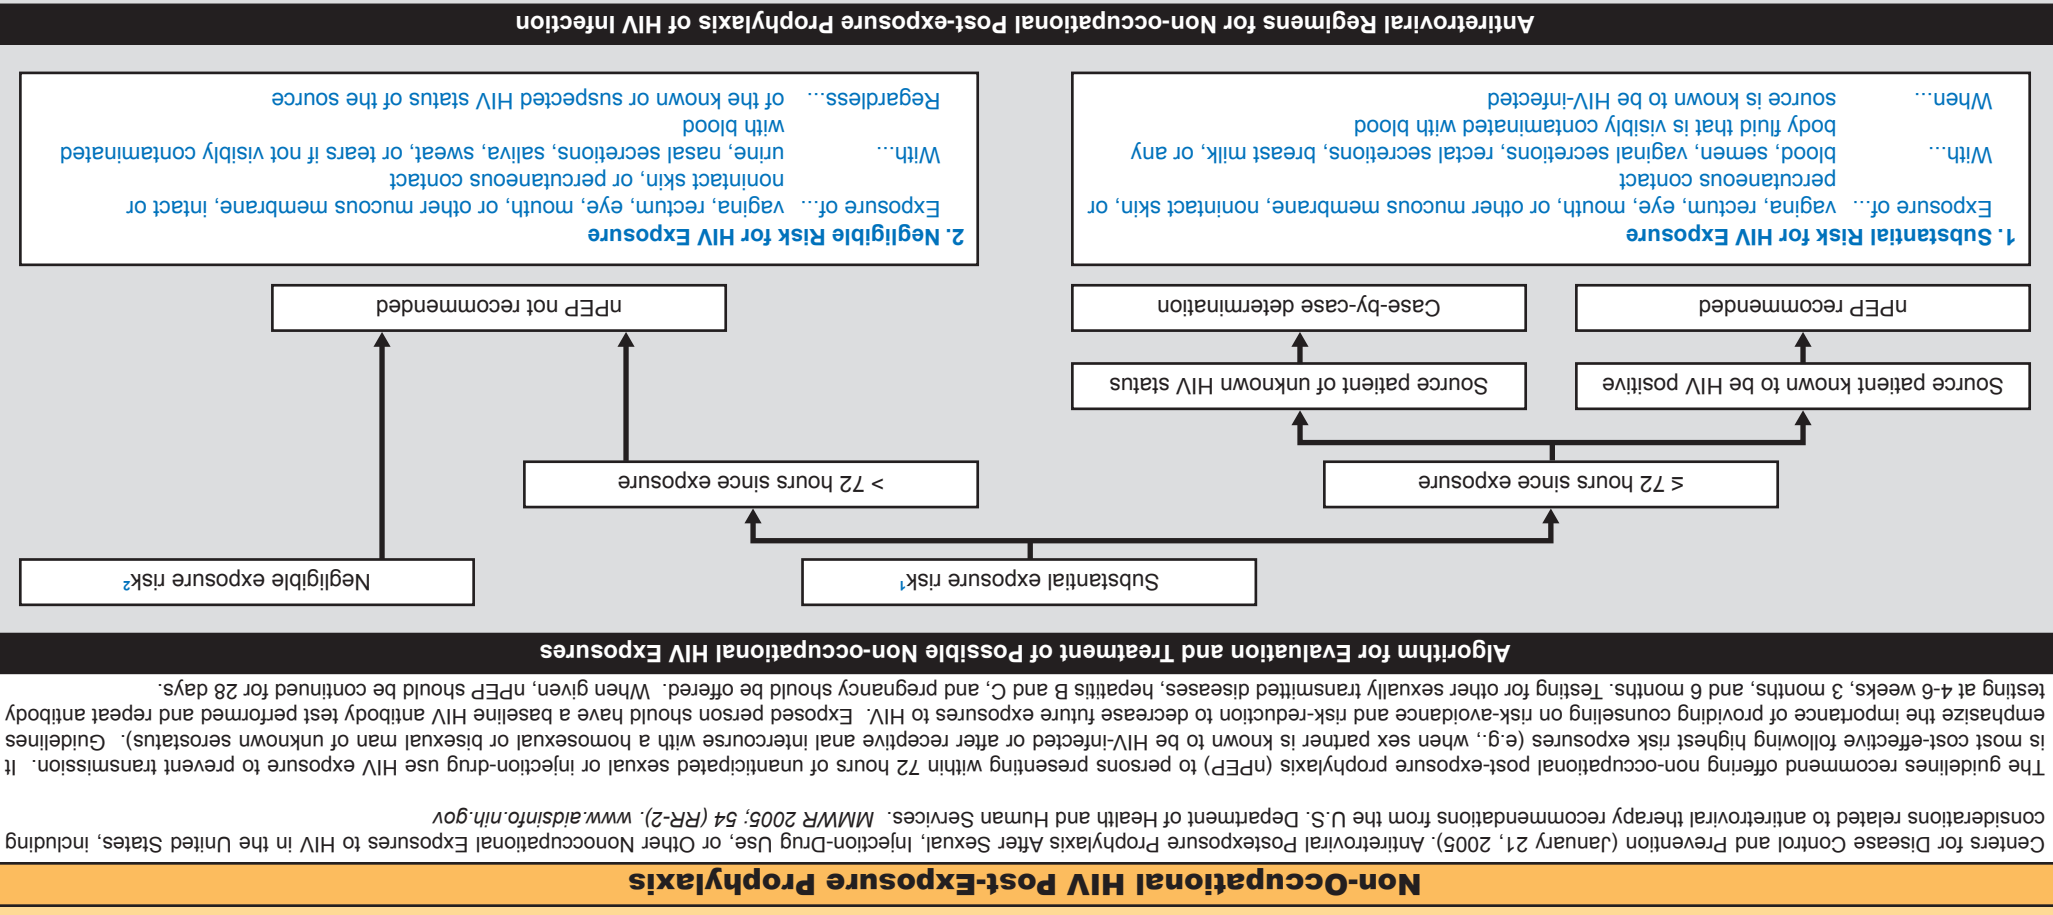 Non-Occupational HIV Post-Exposure Prophylaxis
Centers for Disease Control and Prevention (January 21, 2005). Antiretroviral Postexposure Prophylaxis After Sexual, Injection-Drug Use, or Other Nonoccupational Exposures to HIV in the United States, including
considerations related to antiretroviral therapy recommendations from the U.S. Department of Health and Human Services. MMWR 2005; 54 (RR-2). www.aidsinfo.nih.gov
The guidelines recommend offering non-occupational post-exposure prophylaxis (nPEP) to persons presenting within 72 hours of unanticipated sexual or injection-drug use HIV exposure to prevent transmission. It
is most cost-effective following highest risk exposures (e.g., when sex partner is known to be HIV-infected or after receptive anal intercourse with a homosexual or bisexual man of unknown serostatus). Guidelines
emphasize the importance of providing counseling on risk-avoidance and risk-reduction to decrease future exposures to HIV. Exposed person should have a baseline HIV antibody test performed and repeat antibody
testing at 4-6 weeks, 3 months, and 6 months. Testing for other sexually transmitted diseases, hepatitis B and C, and pregnancy should be offered. When given, nPEP should be continued for 28 days.
Algorithm for Evaluation and Treatment of Possible Non-occupational HIV Exposures
Substantial exposure risk¹
Negligible exposure risk²
≤ 72 hours since exposure
> 72 hours since exposure
Source patient known to be HIV positive
Source patient of unknown HIV status
nPEP recommended
Case-by-case determination
nPEP not recommended
1. Substantial Risk for HIV Exposure
Exposure of... vagina, rectum, eye, mouth, or other mucous membrane, nonintact skin, or
percutaneous contact
With... blood, semen, vaginal secretions, rectal secretions, breast milk, or any
body fluid that is visibly contaminated with blood
When... source is known to be HIV-infected
2. Negligible Risk for HIV Exposure
Exposure of... vagina, rectum, eye, mouth, or other mucous membrane, intact or
nonintact skin, or percutaneous contact
With... urine, nasal secretions, saliva, sweat, or tears if not visibly contaminated
with blood
Regardless... of the known or suspected HIV status of the source
Antiretroviral Regimens for Non-occupational Post-exposure Prophylaxis of HIV Infection